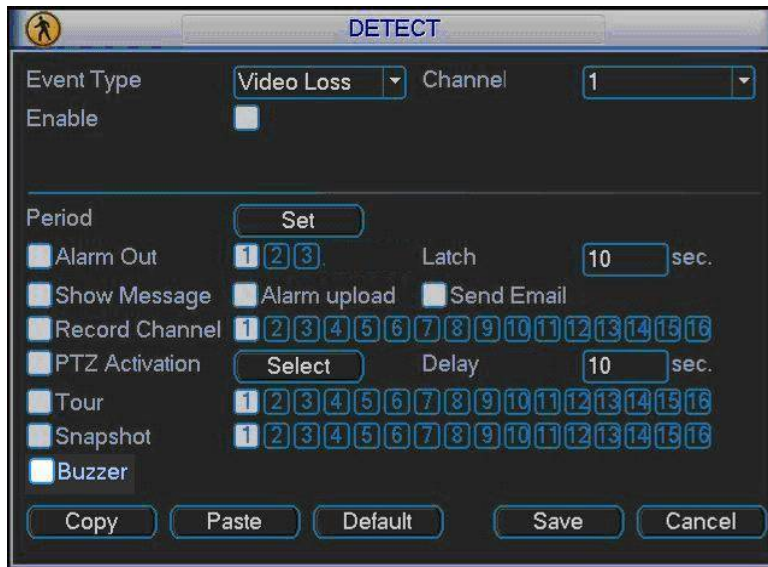 DETECT
Event Type Video Loss Channel 1
Enable
Period Set
Alarm Out 1 2 3 Latch 10 sec.
Show Message Alarm upload Send Email
Record Channel 1 2 3 4 5 6 7 8 9 10 11 12 13 14 15 16
PTZ Activation Select Delay 10 sec.
Tour 1 2 3 4 5 6 7 8 9 10 11 12 13 14 15 16
Snapshot 1 2 3 4 5 6 7 8 9 10 11 12 13 14 15 16
Buzzer
Copy Paste Default Save Cancel